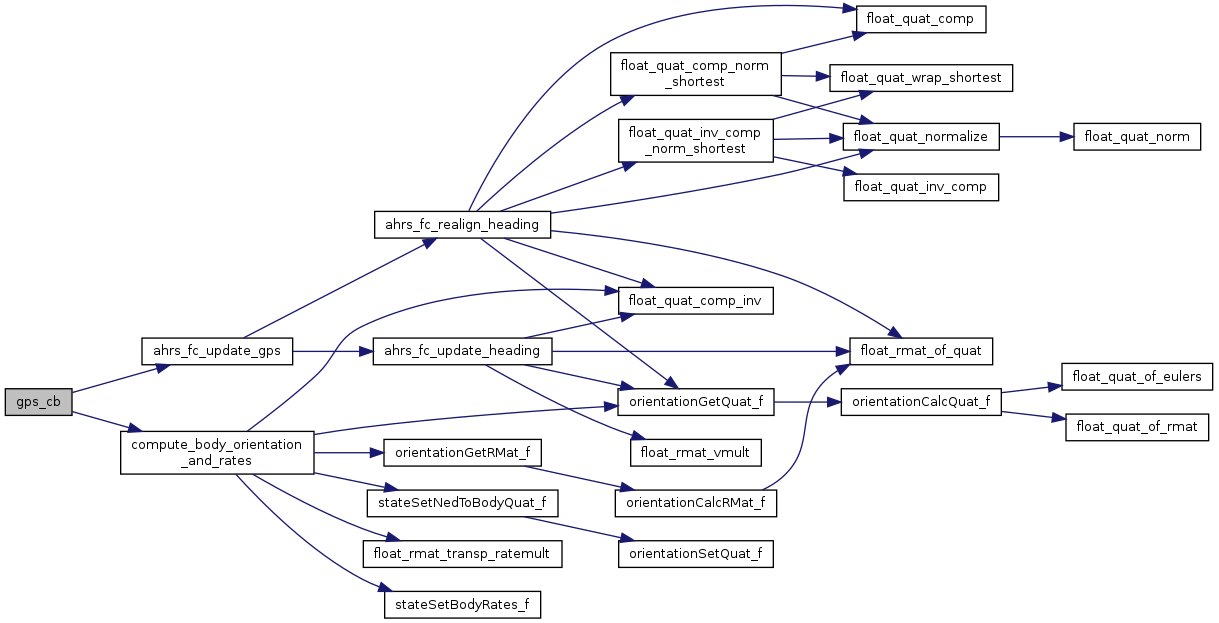 float_quat_comp
float_quat_comp_norm
_shortest
float_quat_wrap_shortest
float_quat_inv_comp
_norm_shortest
float_quat_normalize
float_quat_norm
float_quat_inv_comp
ahrs_fc_realign_heading
float_quat_comp_inv
ahrs_fc_update_gps
ahrs_fc_update_heading
float_rmat_of_quat
float_quat_of_eulers
gps_cb
orientationGetQuat_f
orientationCalcQuat_f
float_quat_of_rmat
compute_body_orientation
_and_rates
orientationGetRMat_f
float_rmat_vmult
stateSetNedToBodyQuat_f
orientationCalcRMat_f
float_rmat_transp_ratemult
orientationSetQuat_f
stateSetBodyRates_f